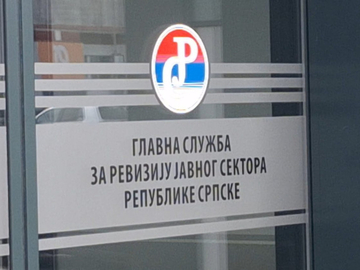 ГЛАВНА СЛУЖБА
ЗА РЕВИЗИЈУ ЈАВНОГ СЕКТОРА
РЕПУБЛИКЕ СРПСКЕ